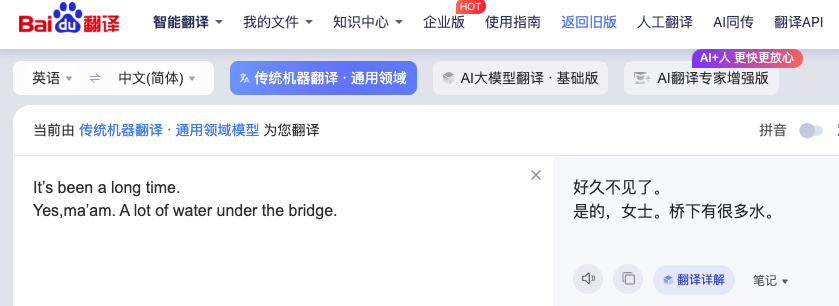 Bai du 翻译
智能翻译 我的文件 知识中心 企业版 HOT 使用指南 返回旧版 人工翻译 AI同传 翻译API
AI+人 更快更放心
英语 中文(简体) 传统机器翻译 · 通用领域 AI大模型翻译 · 基础版 AI翻译专家增强版
当前由 传统机器翻译 · 通用领域模型 为您翻译 拼音
It's been a long time.
Yes,ma'am. A lot of water under the bridge.
好久不见了。
是的，女士。桥下有很多水。
翻译详解 笔记